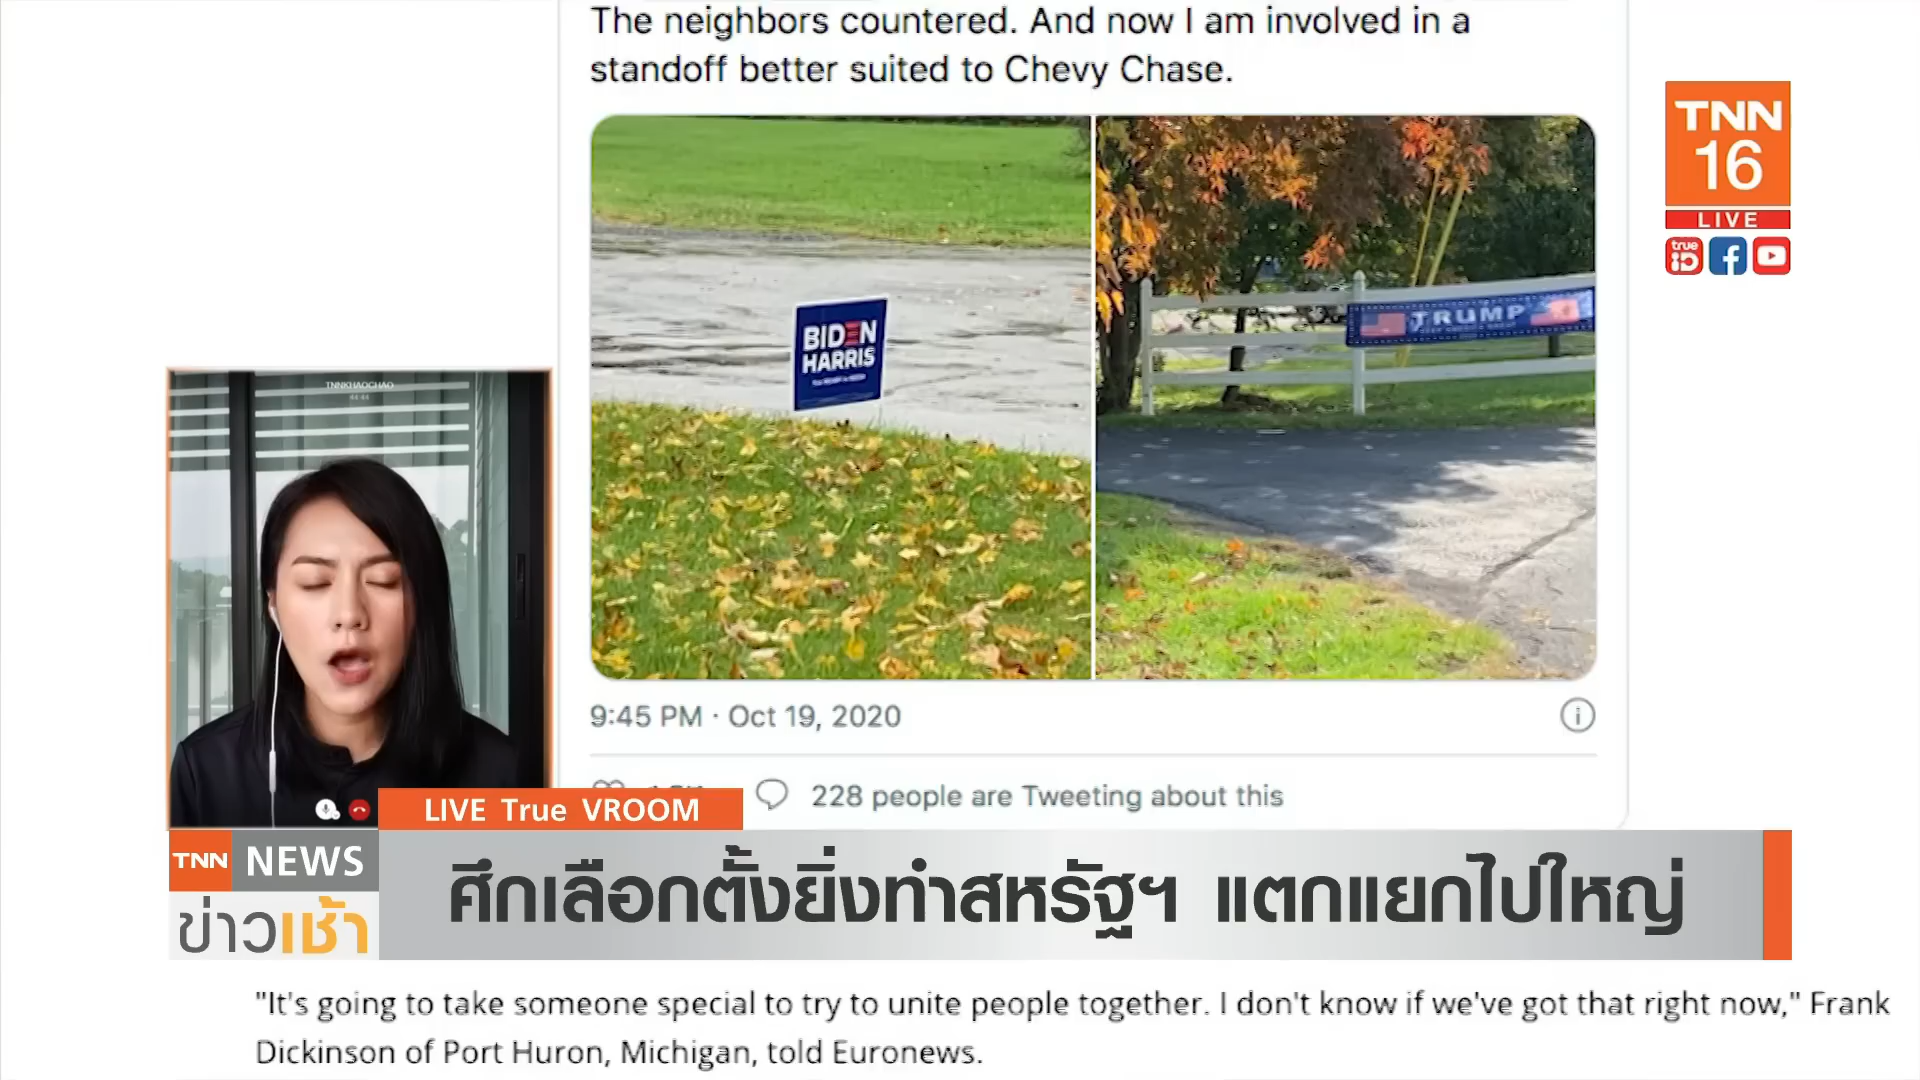 The neighbors countered. And now I am involved in a
standoff better suited to Chevy Chase.
TNN
16
LIVE
true
iD
BIDEN
HARRIS
TRUMP
TNNKHAOCHAO
44:44
9:45 PM · Oct 19, 2020
228 people are Tweeting about this
LIVE True VROOM
TNN NEWS
ข่าวเช้า
ศึกเลือกตั้งยิ่งทำสหรัฐฯ แตกแยกไปใหญ่
"It's going to take someone special to try to unite people together. I don't know if we've got that right now," Frank
Dickinson of Port Huron, Michigan, told Euronews.